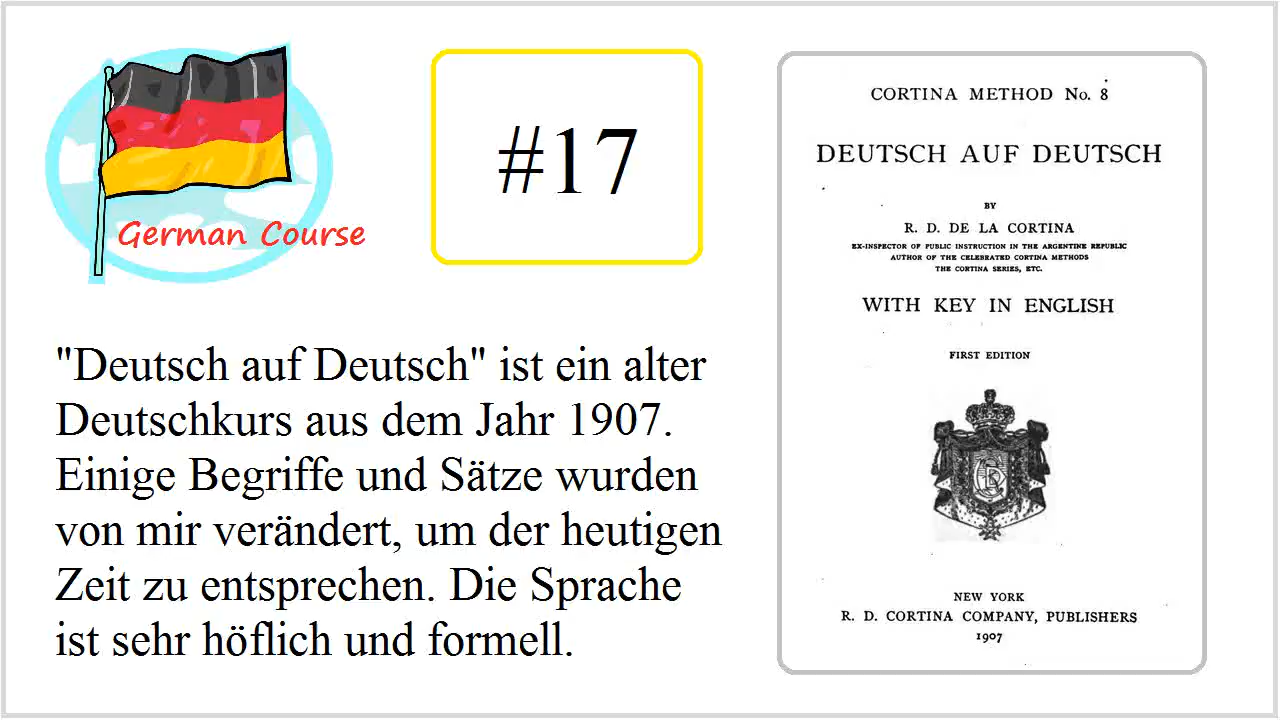 German Course
#17
"Deutsch auf Deutsch" ist ein alter
Deutschkurs aus dem Jahr 1907.
Einige Begriffe und Sätze wurden
von mir verändert, um der heutigen
Zeit zu entsprechen. Die Sprache
ist sehr höflich und formell.
CORTINA METHOD No. 8
DEUTSCH AUF DEUTSCH
BY
R. D. DE LA CORTINA
EX-INSPECTOR OF PUBLIC INSTRUCTION IN THE ARGENTINE REPUBLIC
AUTHOR OF THE CELEBRATED CORTINA METHODS
THE CORTINA SERIES, ETC.
WITH KEY IN ENGLISH
FIRST EDITION
NEW YORK
R. D. CORTINA COMPANY, PUBLISHERS
1907